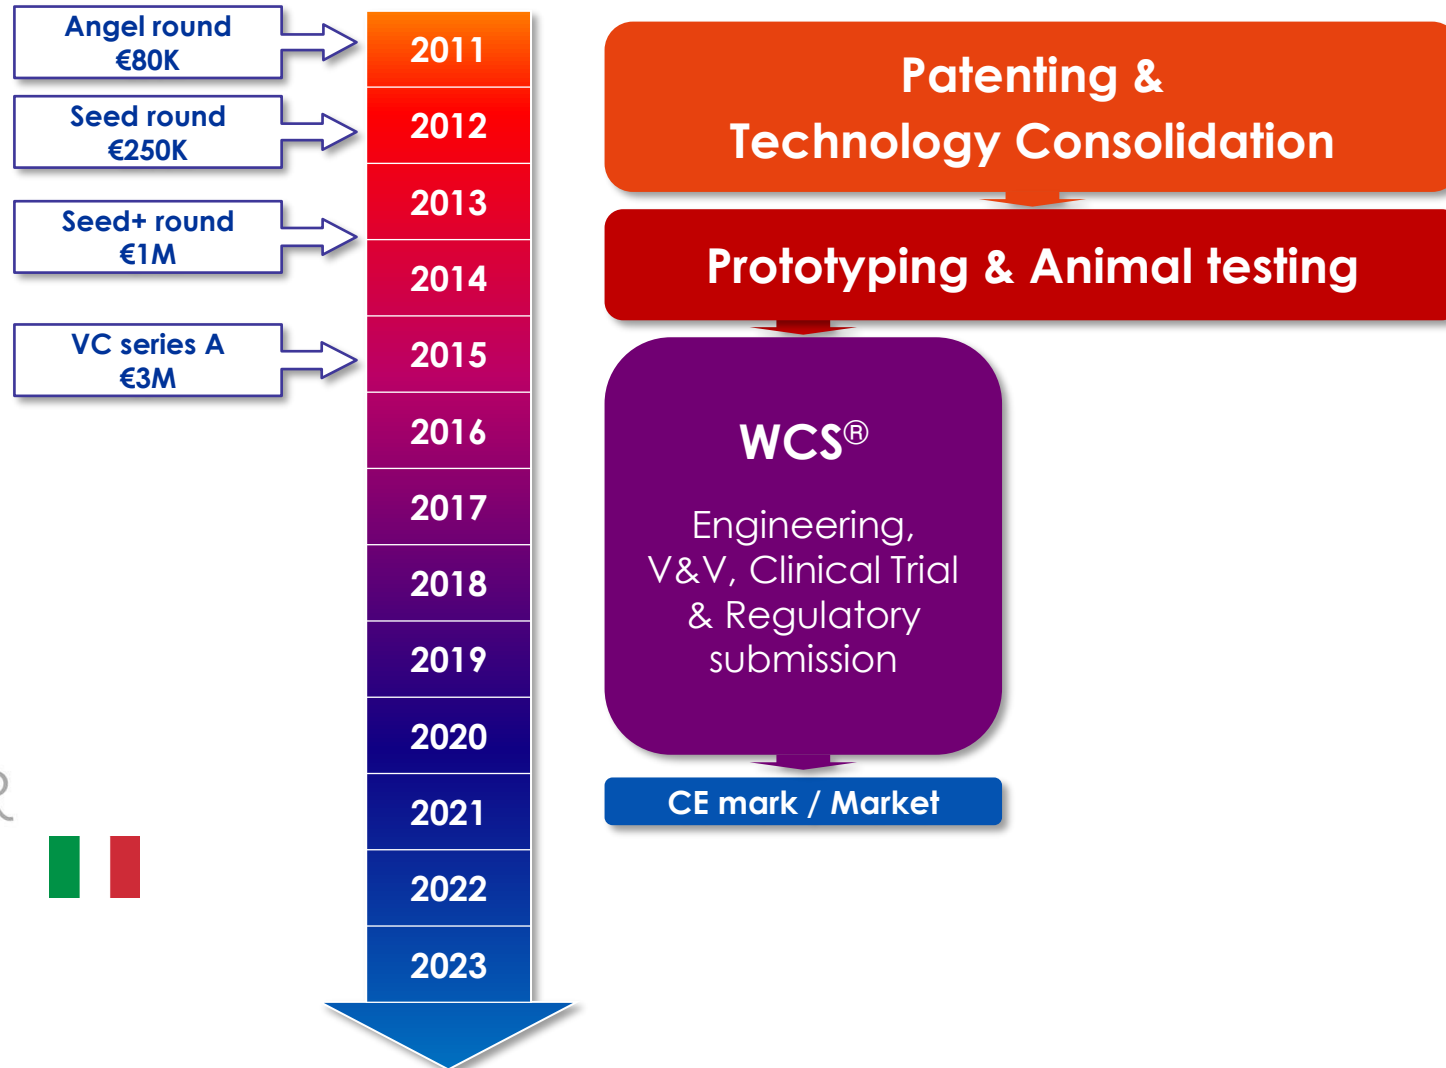 Angel round
€80K
Seed round
€250K
Seed+ round
€1M
VC series A
€3M
2011
2012
2013
2014
2015
2016
2017
2018
2019
2020
2021
2022
2023
Patenting &
Technology Consolidation
Prototyping & Animal testing
WCS®
Engineering,
V&V, Clinical Trial
& Regulatory
submission
CE mark / Market